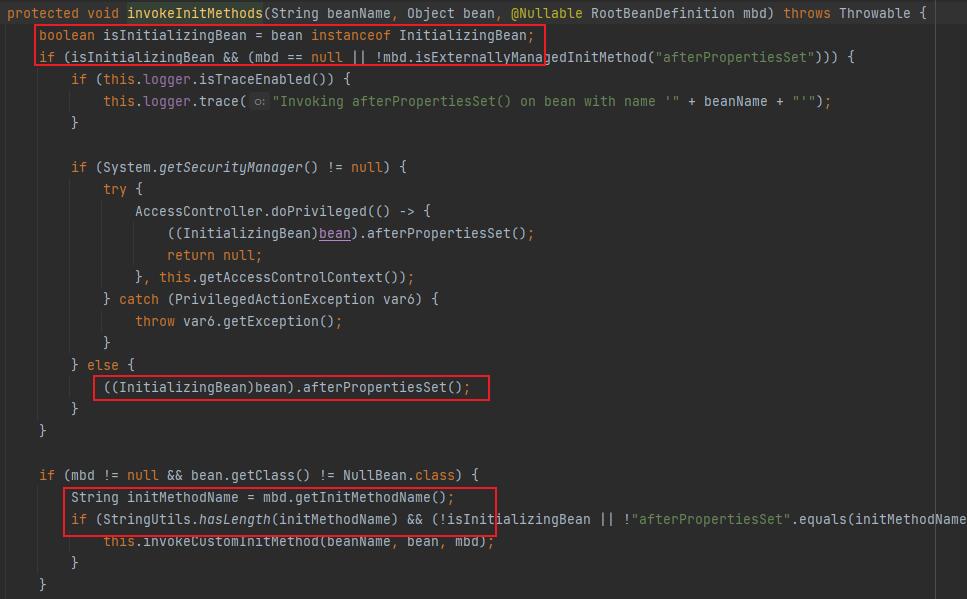 protected void invokeInitMethods(String beanName, Object bean, @Nullable RootBeanDefinition mbd) throws Throwable {
boolean isInitializingBean = bean instanceof InitializingBean;
if (isInitializingBean && (mbd == null || !mbd.isExternallyManagedInitMethod("afterPropertiesSet"))) {
if (this.logger.isTraceEnabled()) {
this.logger.trace( o: "Invoking afterPropertiesSet() on bean with name '" + beanName + "'");
}
if (System.getSecurityManager() != null) {
try {
AccessController.doPrivileged(() -> {
((InitializingBean)bean).afterPropertiesSet();
return null;
}, this.getAccessControlContext());
} catch (PrivilegedActionException var6) {
throw var6.getException();
}
} else {
((InitializingBean)bean).afterPropertiesSet();
}
}
if (mbd != null && bean.getClass() != NullBean.class) {
String initMethodName = mbd.getInitMethodName();
if (StringUtils.hasLength(initMethodName) && (!isInitializingBean || !"afterPropertiesSet".equals(initMethodName
this.invokeCustomInitMethod(beanName, bean, mbd);
}
}